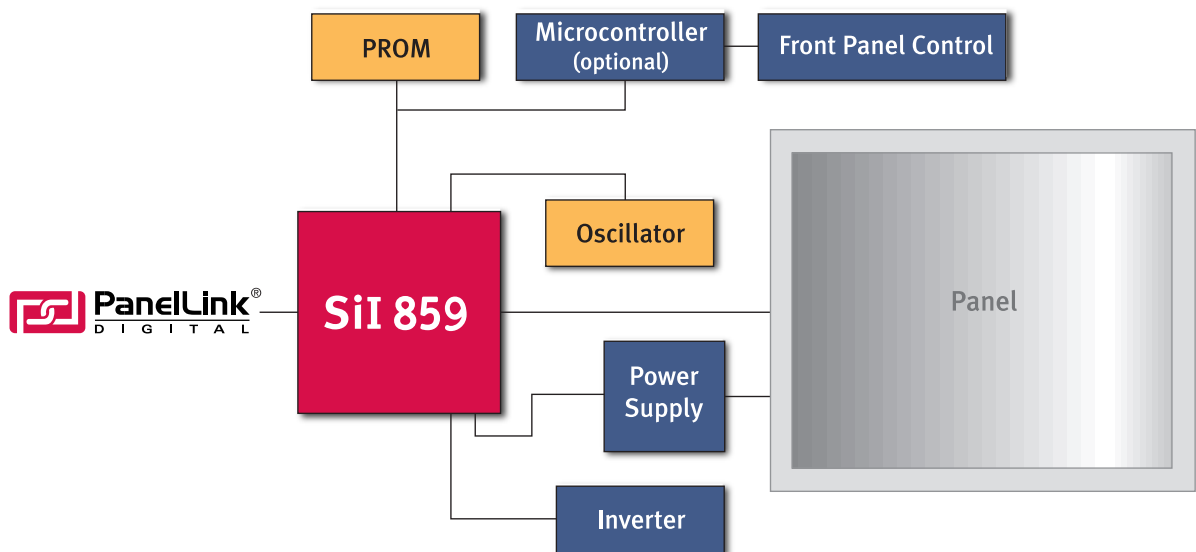 PROM
Microcontroller
(optional)
Front Panel Control
Oscillator
PanelLink®
DIGITAL
SiI 859
Panel
Power
Supply
Inverter